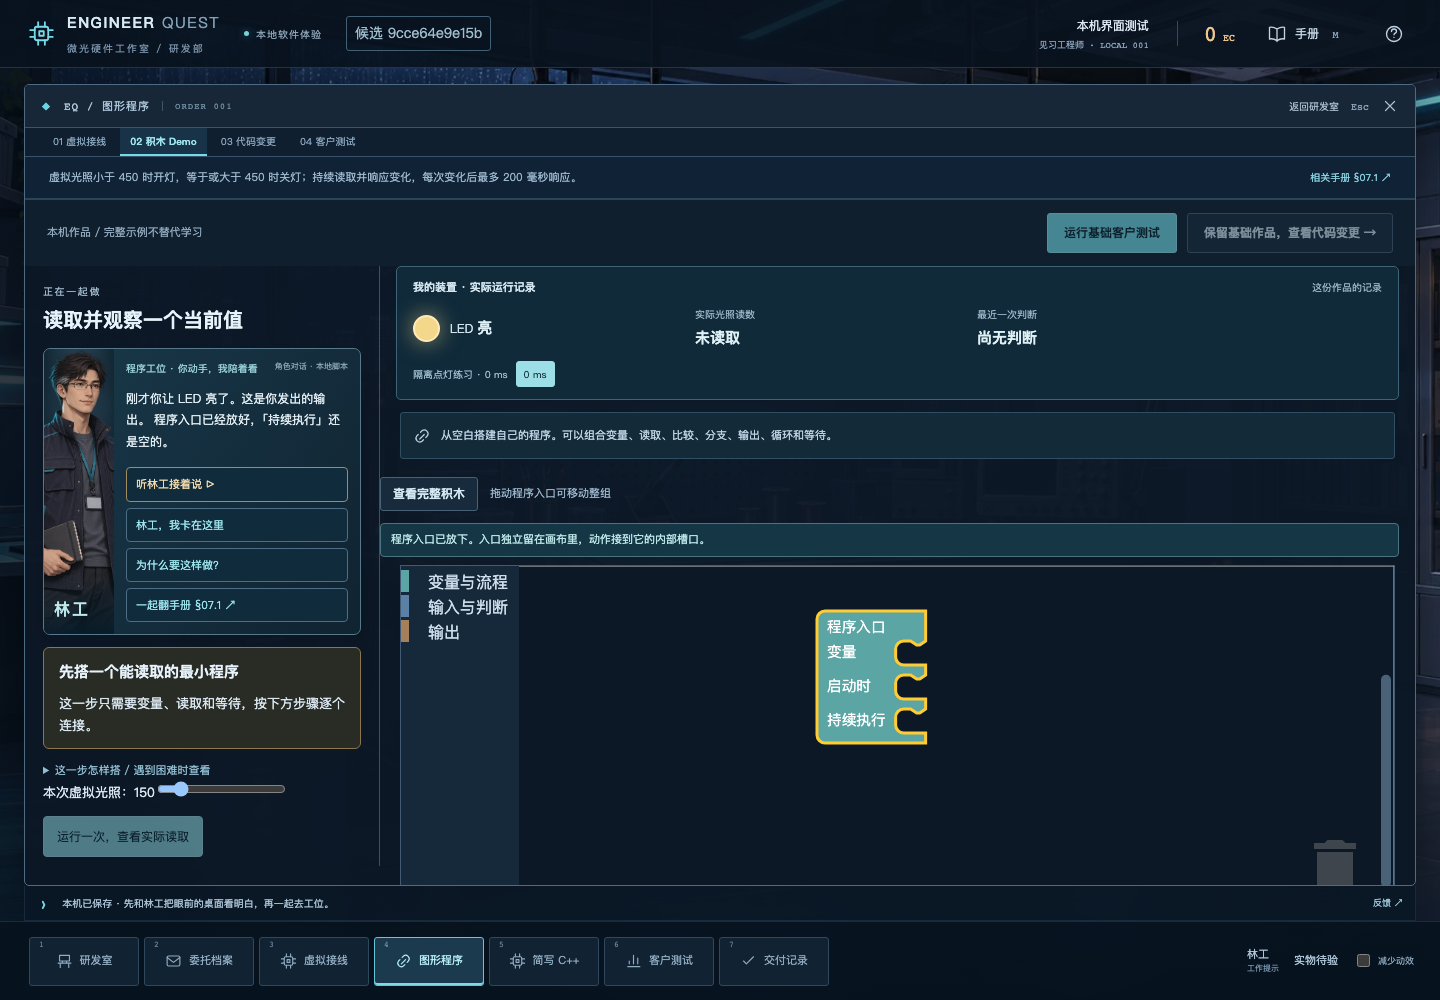 ENGINEER QUEST
微光硬件工作室 / 研发部
本地软件体验
候选 9cce64e9e15b
本机界面测试
见习工程师 · LOCAL 001
0 EC
手册 M
EQ / 图形程序
ORDER 001
返回研发室 Esc
01 虚拟接线
02 积木 Demo
03 代码变更
04 客户测试
虚拟光照小于 450 时开灯，等于或大于 450 时关灯；持续读取并响应变化，每次变化后最多 200 毫秒响应。
相关手册 §07.1 ↗
本机作品 / 完整示例不替代学习
运行基础客户测试
保留基础作品，查看代码变更 →
正在一起做
读取并观察一个当前值
程序工位 · 你动手，我陪着看
角色对话 · 本地脚本
刚才你让 LED 亮了。这是你发出的输
出。 程序入口已经放好，「持续执行」还
是空的。
听林工接着说 ▷
林工，我卡在这里
为什么要这样做？
一起翻手册 §07.1 ↗
林工
先搭一个能读取的最小程序
这一步只需要变量、读取和等待，按下方步骤逐个
连接。
▶ 这一步怎样搭 / 遇到困难时查看
本次虚拟光照：150
运行一次，查看实际读取
我的装置 · 实际运行记录
这份作品的记录
LED 亮
实际光照读数
未读取
最近一次判断
尚无判断
隔离点灯练习 · 0 ms
0 ms
从空白搭建自己的程序。可以组合变量、读取、比较、分支、输出、循环和等待。
查看完整积木
拖动程序入口可移动整组
程序入口已放下。入口独立留在画布里，动作接到它的内部槽口。
变量与流程
输入与判断
输出
程序入口
变量
启动时
持续执行
本机已保存 · 先和林工把眼前的桌面看明白，再一起去工位。
反馈 ↗
1 研发室
2 委托档案
3 虚拟接线
4 图形程序
5 简写 C++
6 客户测试
7 交付记录
林工
工作提示
实物待验
减少动效